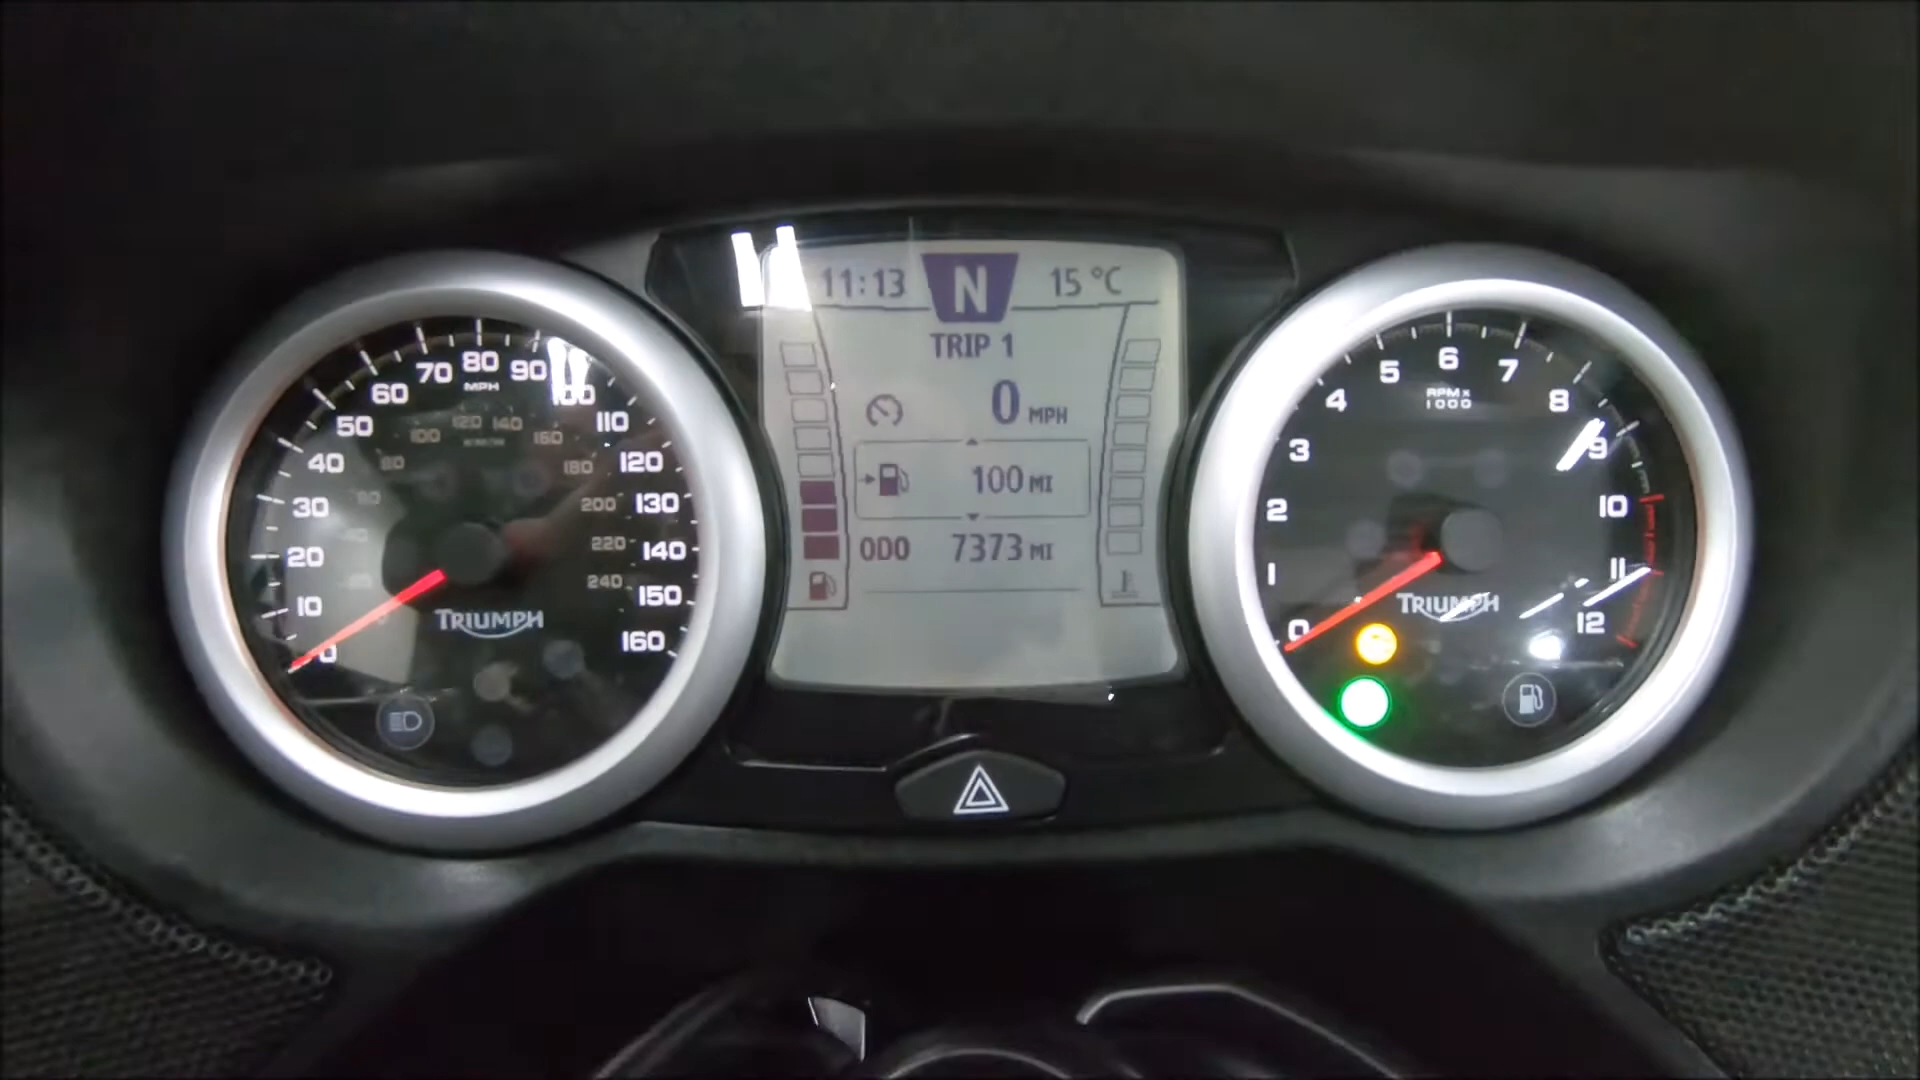 11:13 N 15 °C
TRIP 1
0 MPH
100 MI
ODO 7373 MI
0 10 20 30 40 50 60 70 80 90 100 110 120 130 140 150 160
MPH
80 100 120 140 160 180 200 220 240
TRIUMPH
0 1 2 3 4 5 6 7 8 9 10 11 12
RPM x
1000
TRIUMPH